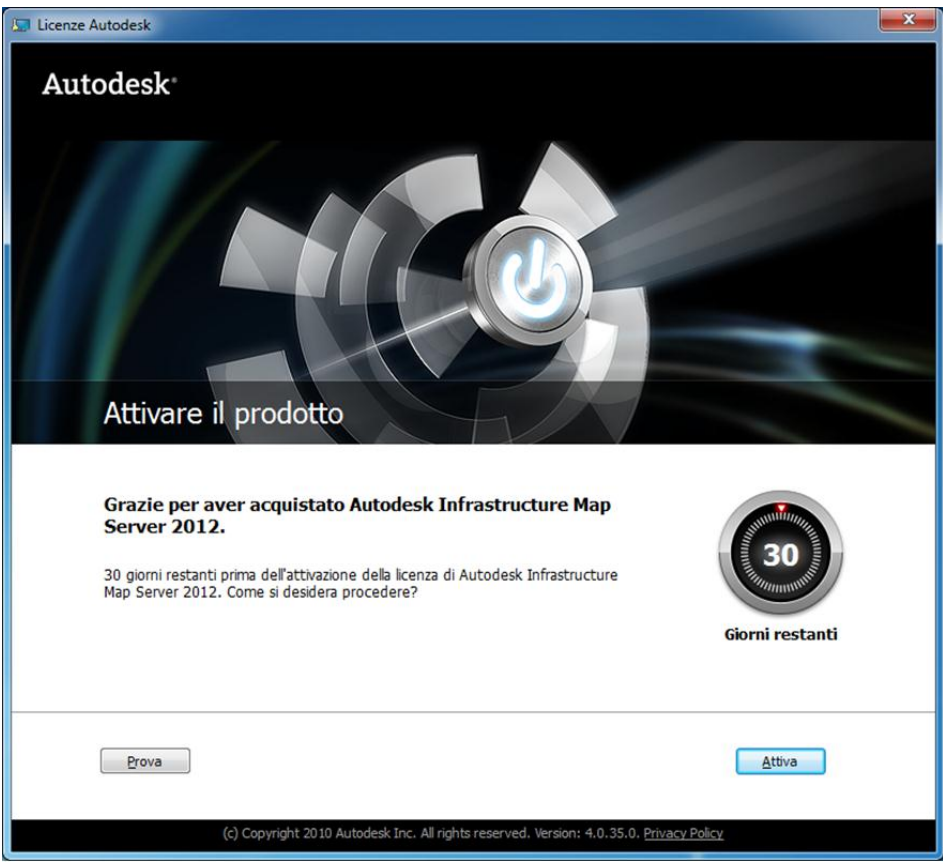 Licenze Autodesk
Autodesk®
Attivare il prodotto
Grazie per aver acquistato Autodesk Infrastructure Map
Server 2012.
30 giorni restanti prima dell'attivazione della licenza di Autodesk Infrastructure
Map Server 2012. Come si desidera procedere?
30
Giorni restanti
Prova
Attiva
(c) Copyright 2010 Autodesk Inc. All rights reserved. Version: 4.0.35.0. Privacy Policy